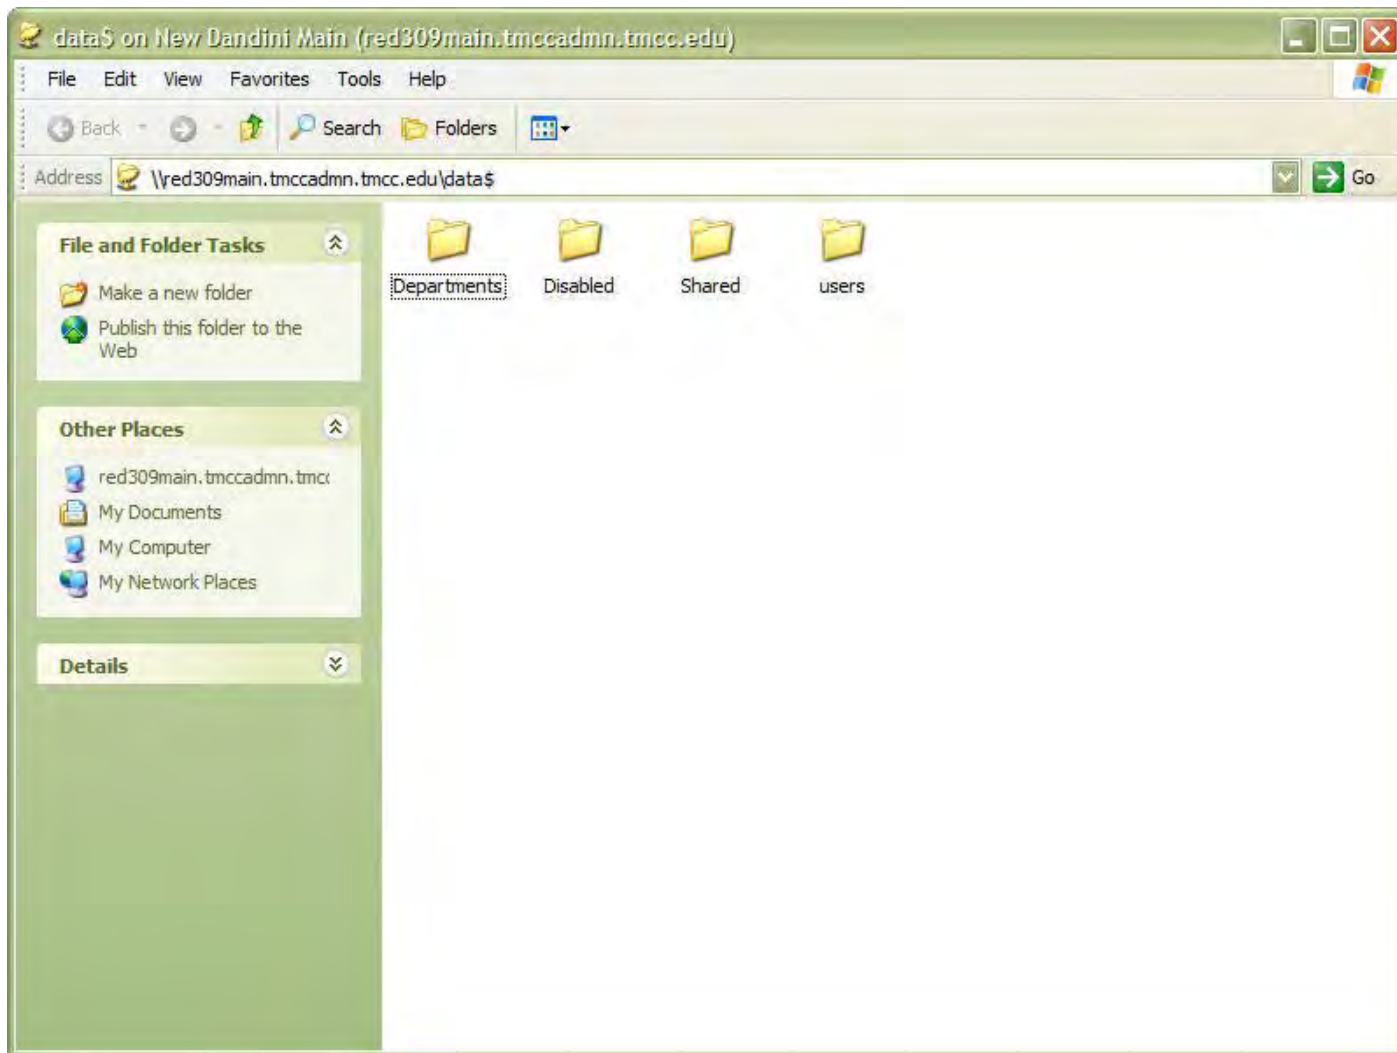 data$ on New Dandini Main (red309main.tmccadmn.tmcc.edu)
File Edit View Favorites Tools Help
Back Search Folders
Address \\red309main.tmccadmn.tmcc.edu\data$ Go
File and Folder Tasks
Make a new folder
Publish this folder to the
Web
Other Places
red309main.tmccadmn.tmcc
My Documents
My Computer
My Network Places
Details
Departments Disabled Shared users